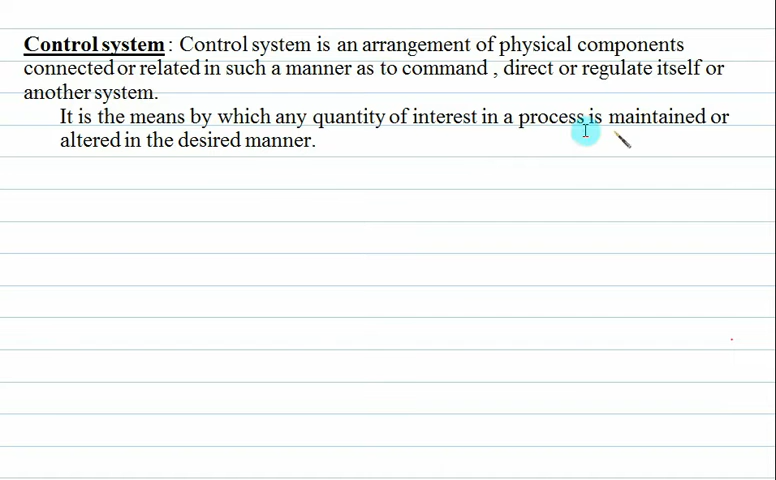 Control system : Control system is an arrangement of physical components
connected or related in such a manner as to command , direct or regulate itself or
another system.
It is the means by which any quantity of interest in a process is maintained or
altered in the desired manner.